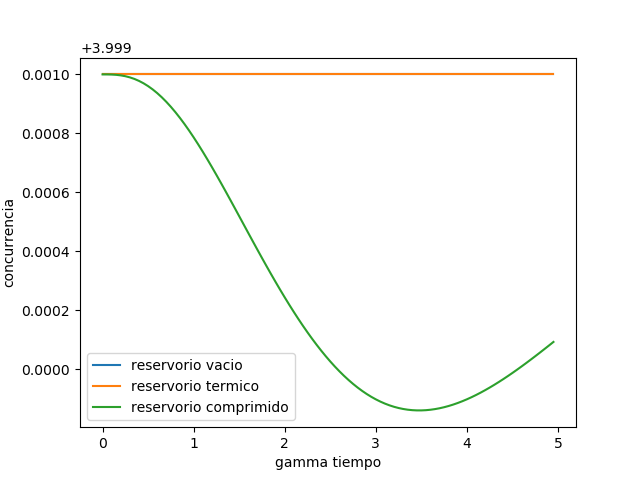 +3.999
0.0010
0.0008
0.0006
0.0004
0.0002
0.0000
concurrencia
reservorio vacio
reservorio termico
reservorio comprimido
0 1 2 3 4 5
gamma tiempo